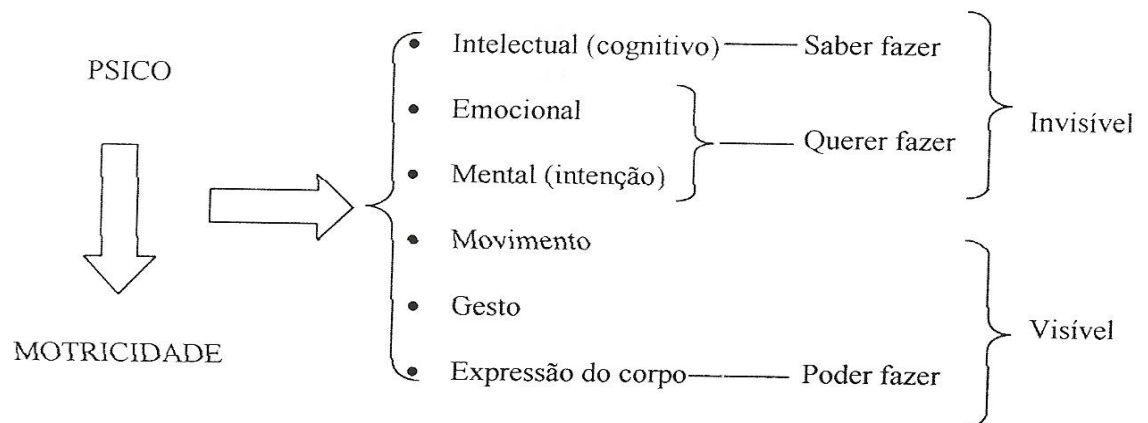 PSICO
MOTRICIDADE
• Intelectual (cognitivo) — Saber fazer
• Emocional
• Mental (intenção)
Querer fazer
• Movimento
• Gesto
• Expressão do corpo — Poder fazer
Invisível
Visível